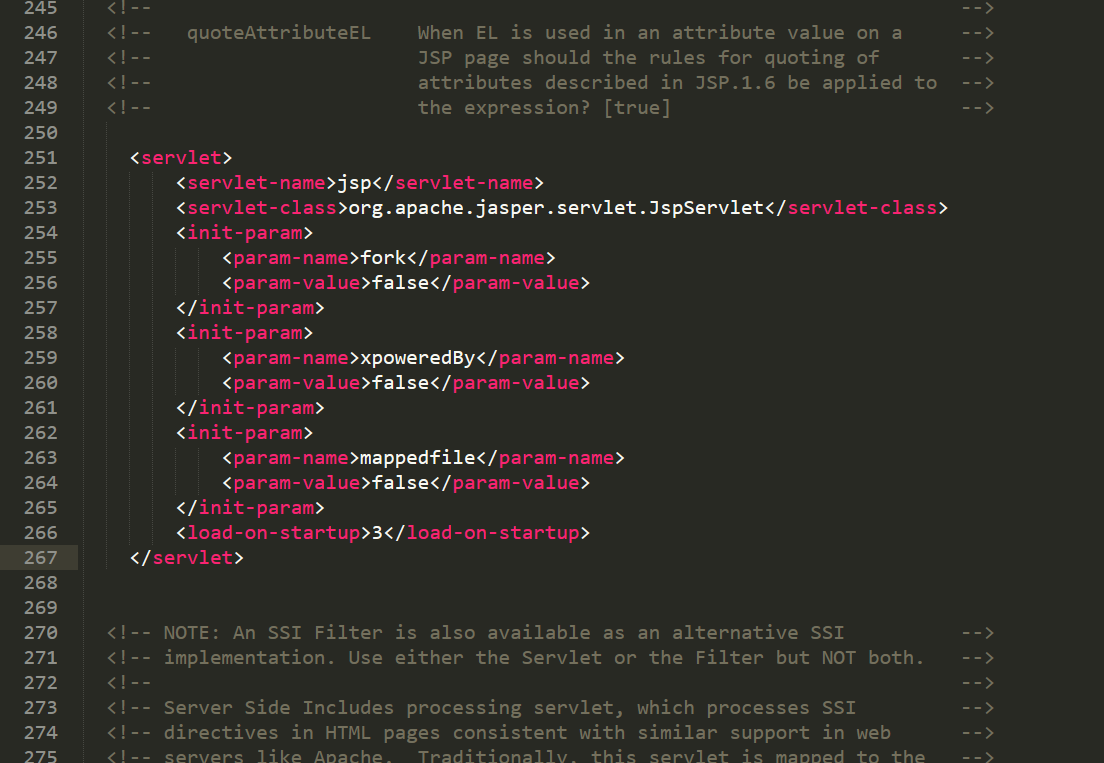 245 <!-- -->
246 <!-- quoteAttributeEL When EL is used in an attribute value on a -->
247 <!-- JSP page should the rules for quoting of -->
248 <!-- attributes described in JSP.1.6 be applied to -->
249 <!-- the expression? [true] -->
250
251 <servlet>
252 <servlet-name>jsp</servlet-name>
253 <servlet-class>org.apache.jasper.servlet.JspServlet</servlet-class>
254 <init-param>
255 <param-name>fork</param-name>
256 <param-value>false</param-value>
257 </init-param>
258 <init-param>
259 <param-name>xpoweredBy</param-name>
260 <param-value>false</param-value>
261 </init-param>
262 <init-param>
263 <param-name>mappedfile</param-name>
264 <param-value>false</param-value>
265 </init-param>
266 <load-on-startup>3</load-on-startup>
267 </servlet>
268
269
270 <!-- NOTE: An SSI Filter is also available as an alternative SSI -->
271 <!-- implementation. Use either the Servlet or the Filter but NOT both. -->
272 <!-- -->
273 <!-- Server Side Includes processing servlet, which processes SSI -->
274 <!-- directives in HTML pages consistent with similar support in web -->
275 <!-- servers like Apache. Traditionally, this servlet is mapped to the -->